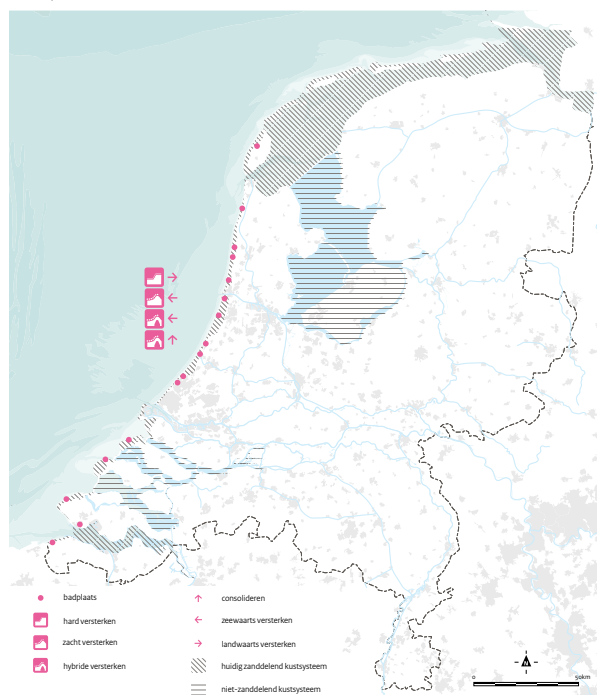 badplaats
hard versterken
zacht versterken
hybride versterken
consolideren
zeewaarts versterken
landwaarts versterken
huidig zanddelend kustsysteem
niet-zanddelend kustsysteem
N
0 50km